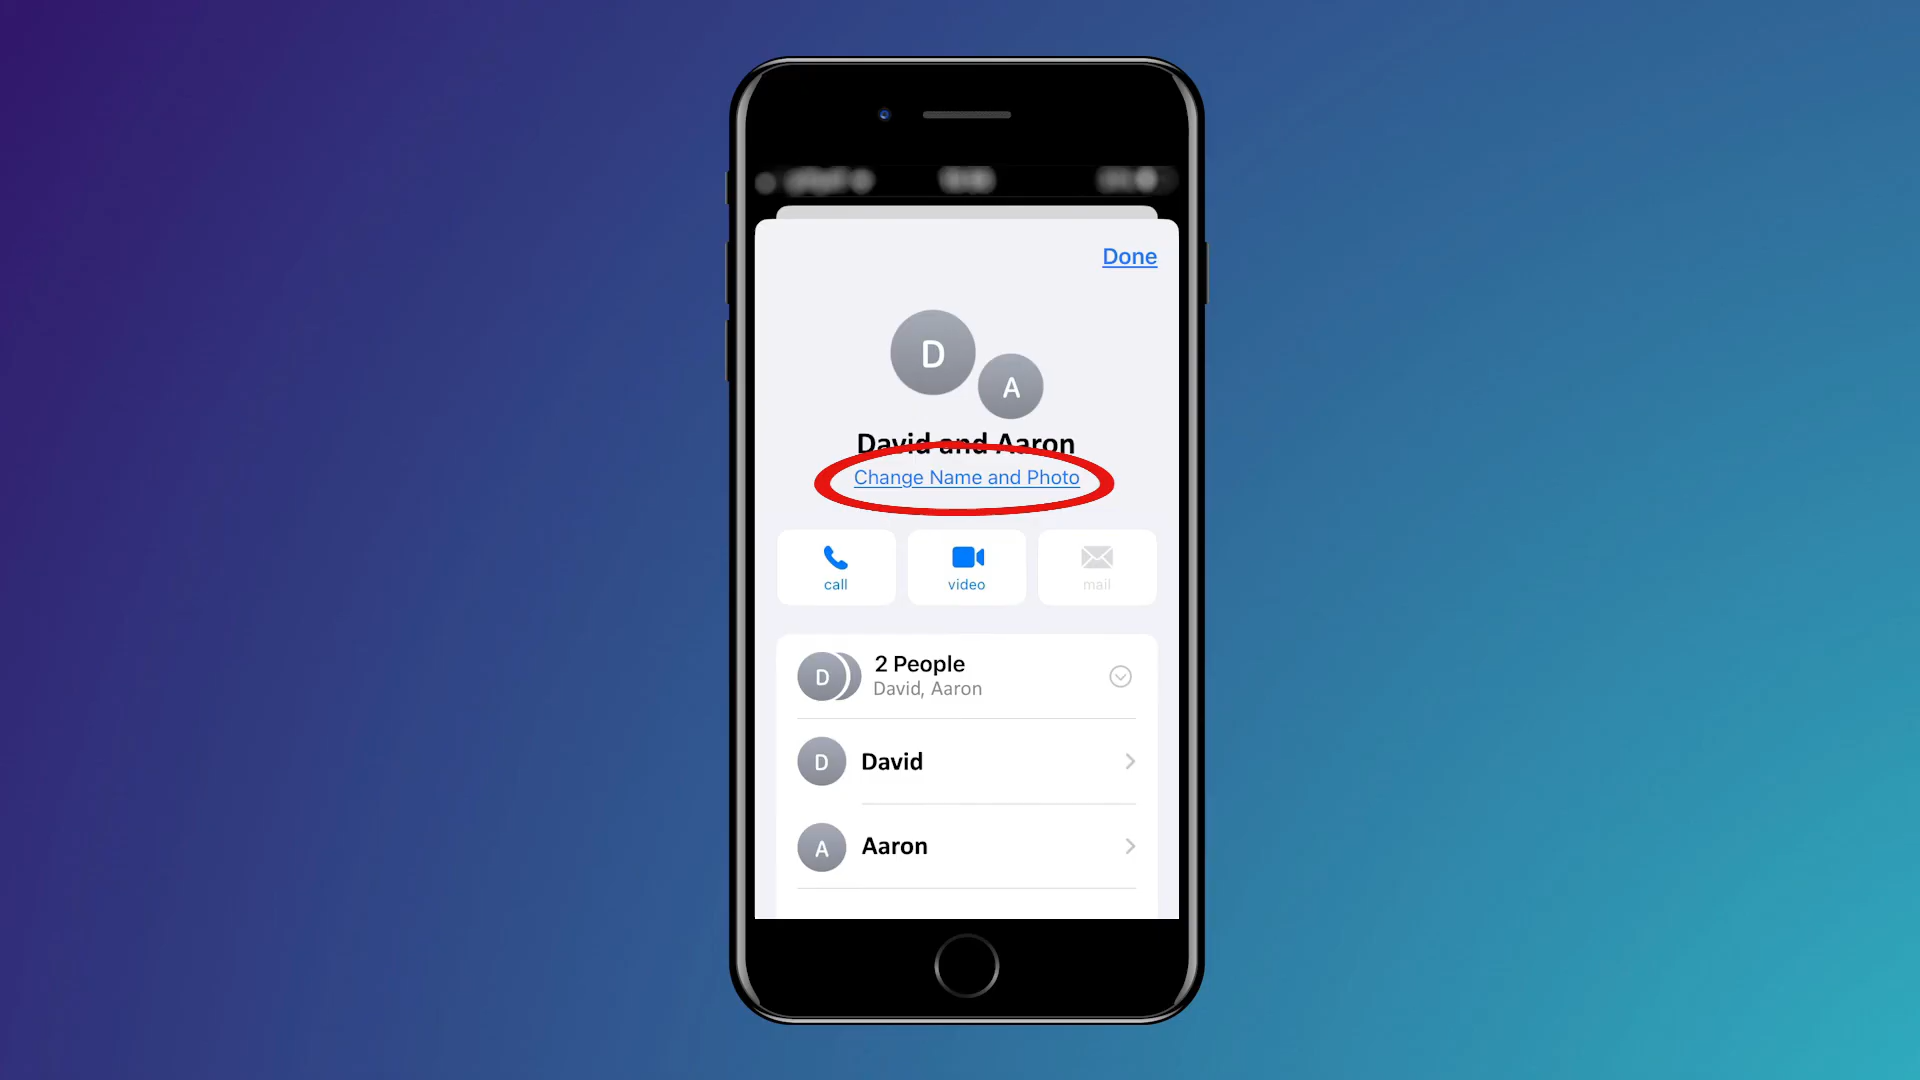 Done
D
A
David and Aaron
Change Name and Photo
call
video
mail
D
2 People
David, Aaron
D
David
A
Aaron